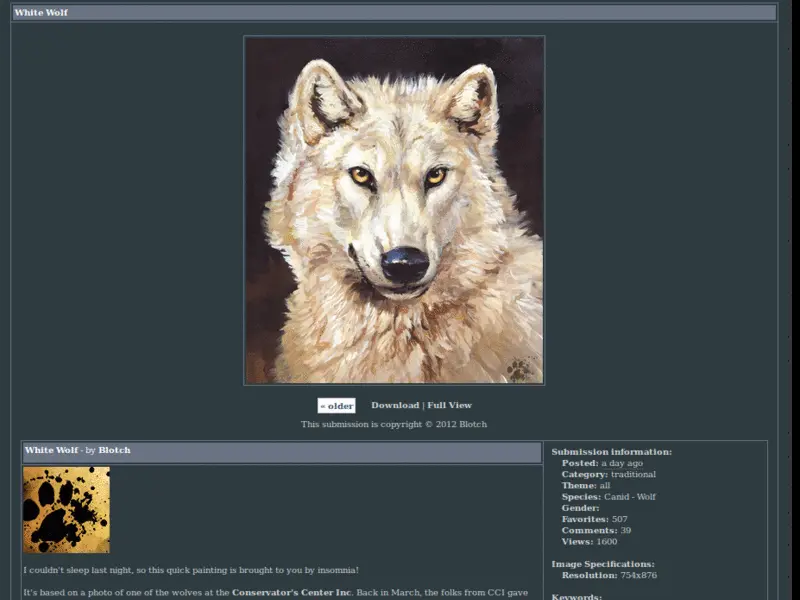 White Wolf
« older
Download | Full View
This submission is copyright © 2012 Blotch
White Wolf - by Blotch
I couldn't sleep last night, so this quick painting is brought to you by insomnia!
It's based on a photo of one of the wolves at the Conservator's Center Inc. Back in March, the folks from CCI gave
Submission information:
Posted: a day ago
Category: traditional
Theme: all
Species: Canid - Wolf
Gender:
Favorites: 507
Comments: 39
Views: 1600
Image Specifications:
Resolution: 754x876
Keywords: